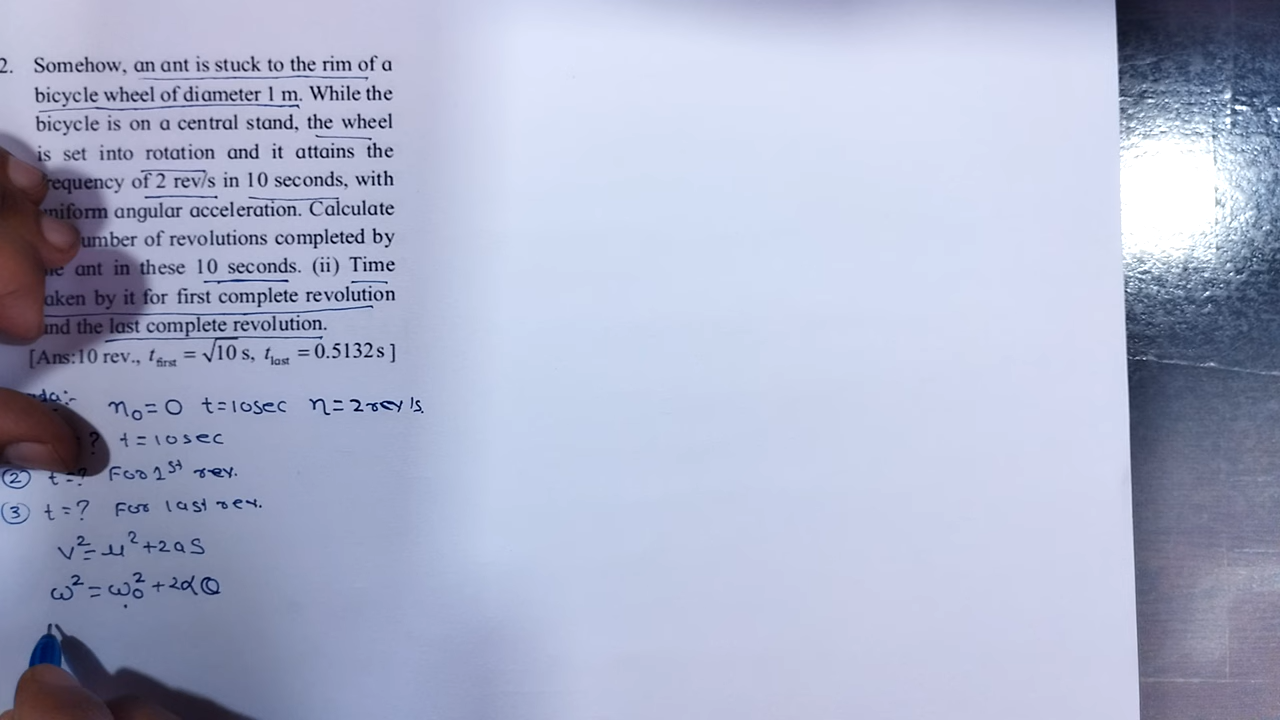 2. Somehow, an ant is stuck to the rim of a
bicycle wheel of diameter 1 m. While the
bicycle is on a central stand, the wheel
is set into rotation and it attains the
requency of 2 rev/s in 10 seconds, with
niform angular acceleration. Calculate
umber of revolutions completed by
ant in these 10 seconds. (ii) Time
aken by it for first complete revolution
nd the last complete revolution.
[Ans:10 rev., t_first = √10 s, t_last = 0.5132s ]
n₀=0 t=10sec n=2rev/s.
? t=10sec
② t=? For 1st rev.
③ t=? For last rev.
v²=u²+2as
ω²=ω₀²+2αθ